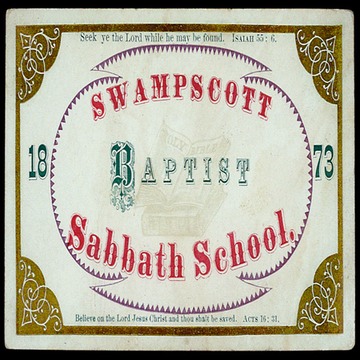 Seek ye the Lord while he may be found. Isaiah 55: 6.
SWAMPSCOTT
18 BAPTIST 73
Sabbath School.
Believe on the Lord Jesus Christ and thou shalt be saved. Acts 16: 31.